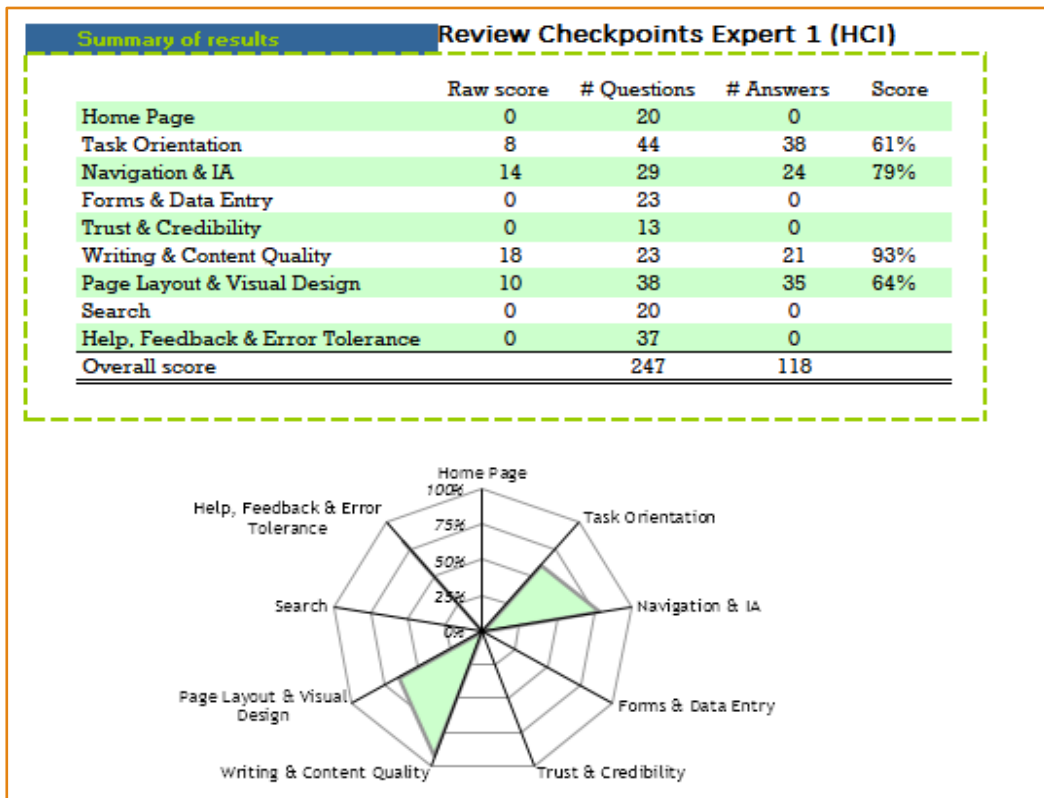 Summary of results
Review Checkpoints Expert 1 (HCI)
Raw score # Questions # Answers Score
Home Page 0 20 0
Task Orientation 8 44 38 61%
Navigation & IA 14 29 24 79%
Forms & Data Entry 0 23 0
Trust & Credibility 0 13 0
Writing & Content Quality 18 23 21 93%
Page Layout & Visual Design 10 38 35 64%
Search 0 20 0
Help, Feedback & Error Tolerance 0 37 0
Overall score 247 118
Home Page
100%
Help, Feedback & Error
Tolerance
Task Orientation
75%
50%
Search
25%
Navigation & IA
0%
Page Layout & Visual
Design
Forms & Data Entry
Writing & Content Quality
Trust & Credibility